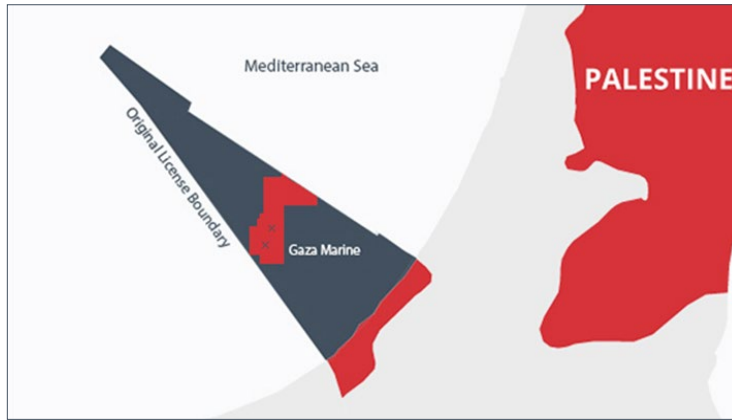 Mediterranean Sea
PALESTINE
Original License Boundary
Gaza Marine